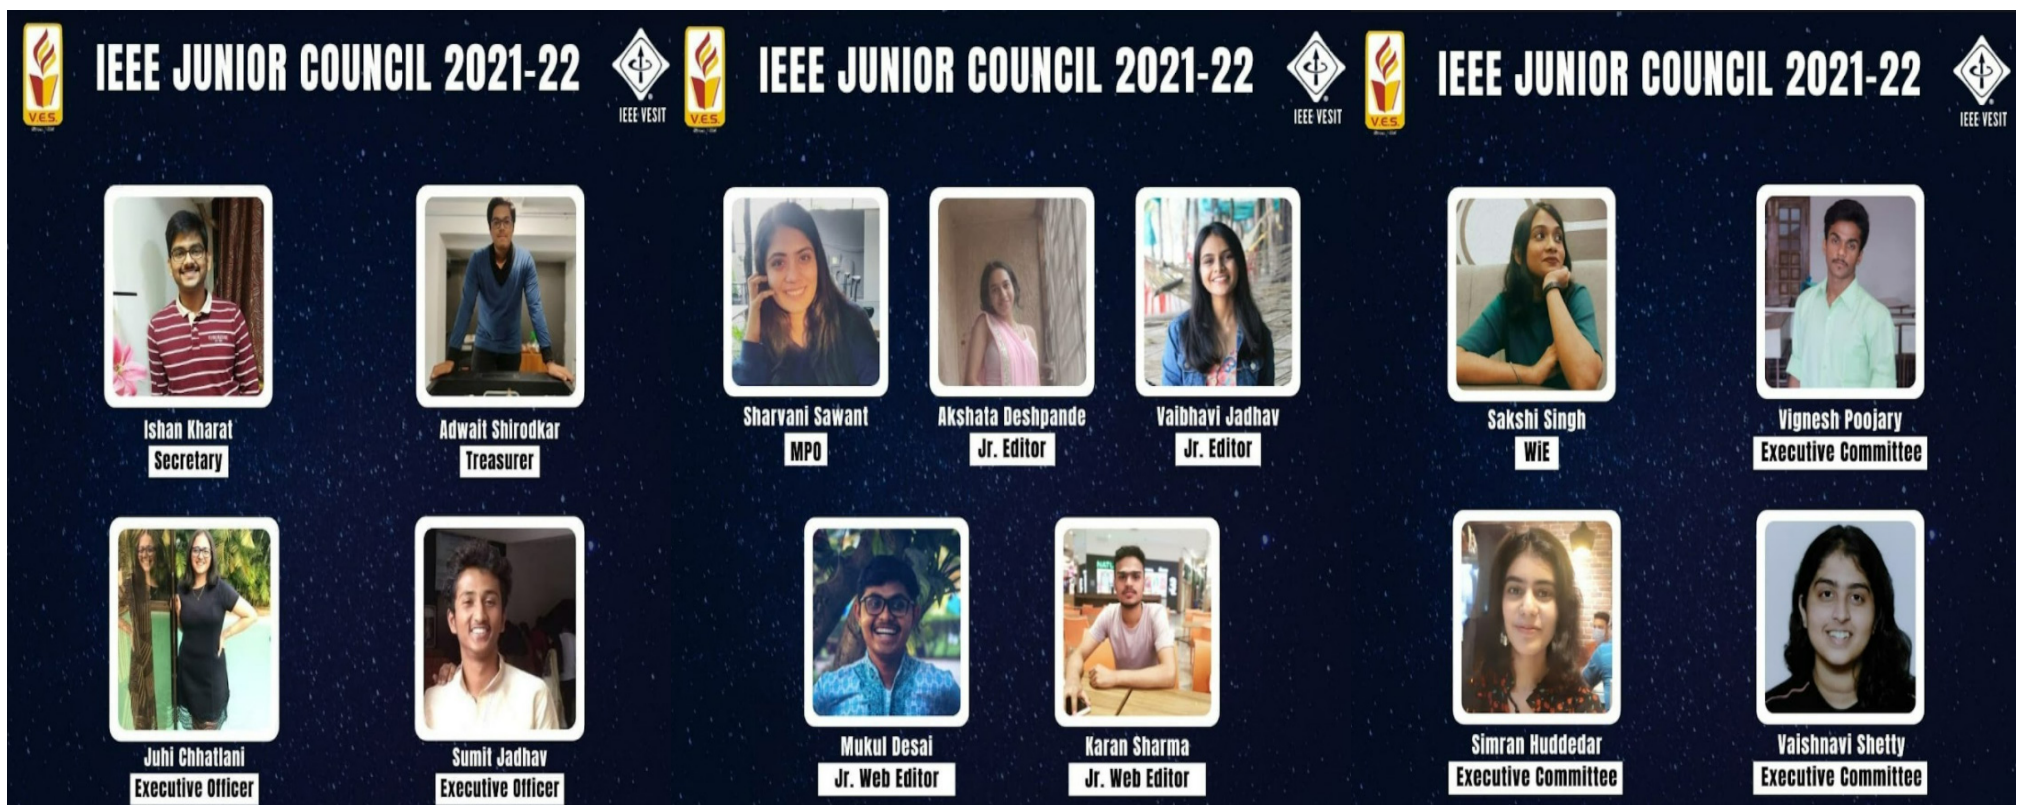 IEEE JUNIOR COUNCIL 2021-22
V.E.S.
IEEE VESIT
Ishan Kharat
Secretary
Adwait Shirodkar
Treasurer
Juhi Chhatlani
Executive Officer
Sumit Jadhav
Executive Officer
IEEE JUNIOR COUNCIL 2021-22
V.E.S.
IEEE VESIT
Sharvani Sawant
MPO
Akshata Deshpande
Jr. Editor
Vaibhavi Jadhav
Jr. Editor
Mukul Desai
Jr. Web Editor
Karan Sharma
Jr. Web Editor
IEEE JUNIOR COUNCIL 2021-22
V.E.S.
IEEE VESIT
Sakshi Singh
WiE
Vignesh Poojary
Executive Committee
Simran Huddedar
Executive Committee
Vaishnavi Shetty
Executive Committee